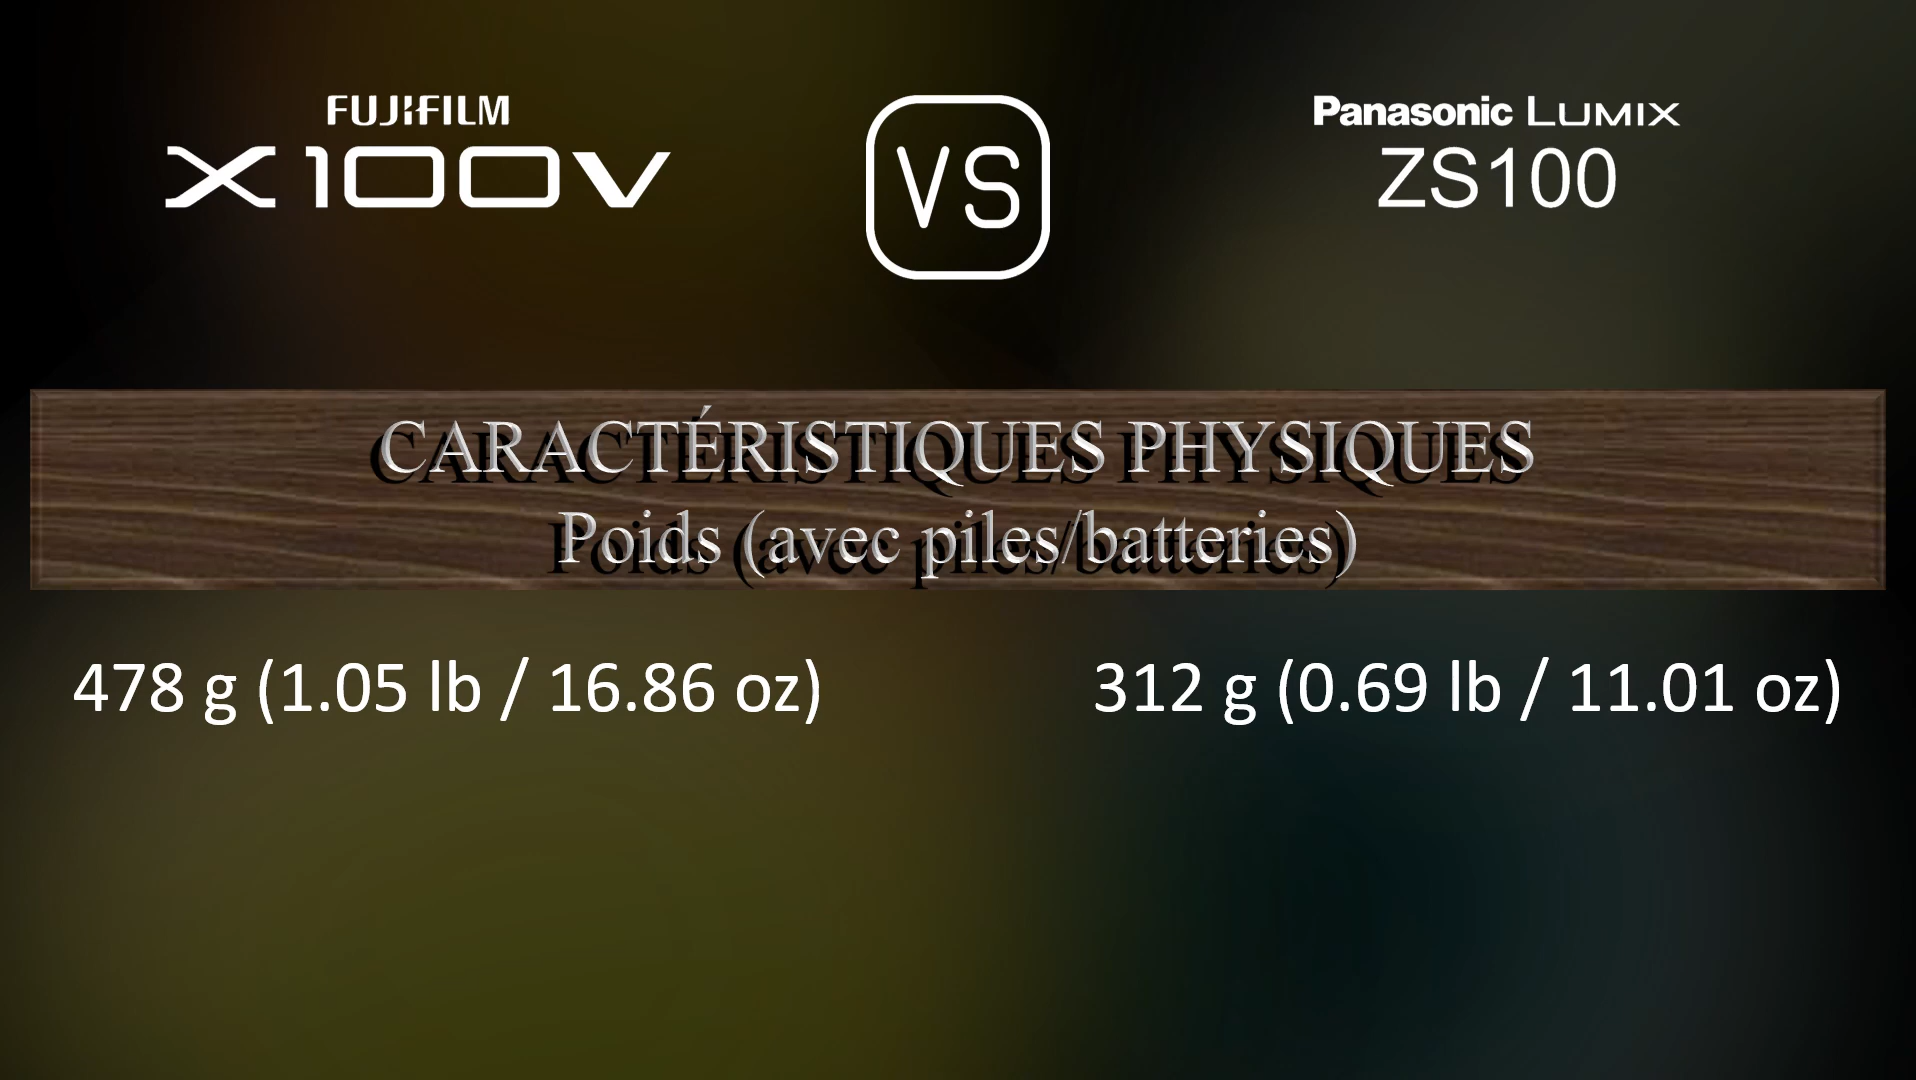 FUJIFILM
X100V
VS
Panasonic LUMIX
ZS100
CARACTÉRISTIQUES PHYSIQUES
Poids (avec piles/batteries)
478 g (1.05 lb / 16.86 oz)
312 g (0.69 lb / 11.01 oz)